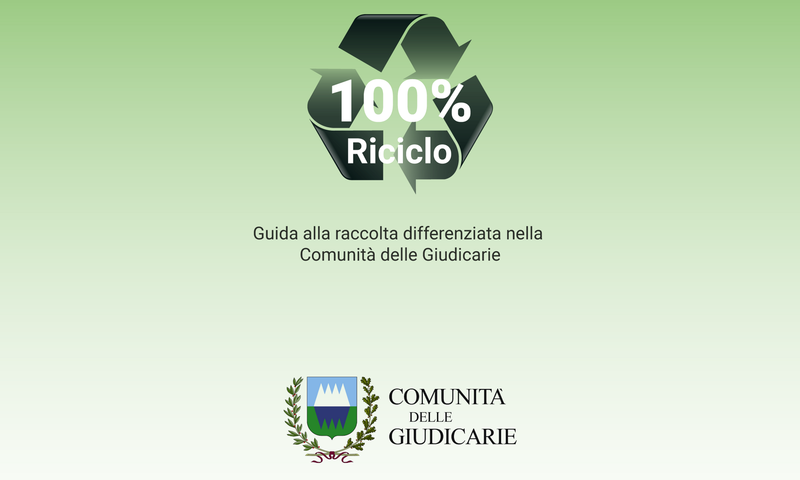 100%
Riciclo
Guida alla raccolta differenziata nella
Comunità delle Giudicarie
COMUNITÀ
DELLE
GIUDICARIE